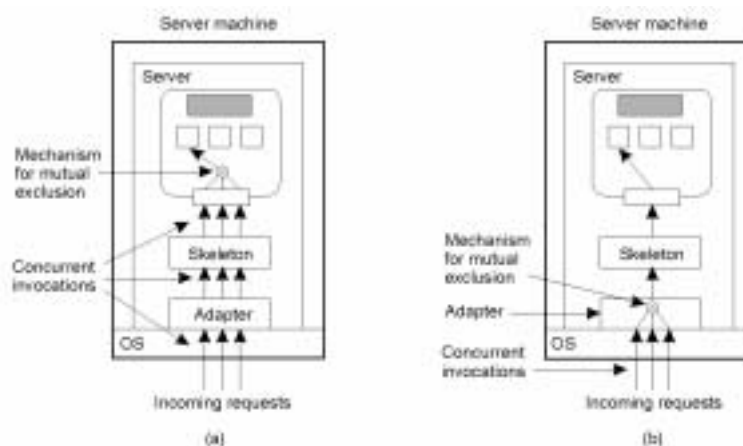 Server machine
Server
Mechanism
for mutual
exclusion
Skeleton
Concurrent
invocations
Adapter
OS
Incoming requests
(a)
Server machine
Server
Mechanism
for mutual
exclusion
Skeleton
Adapter
OS
Concurrent
invocations
Incoming requests
(b)